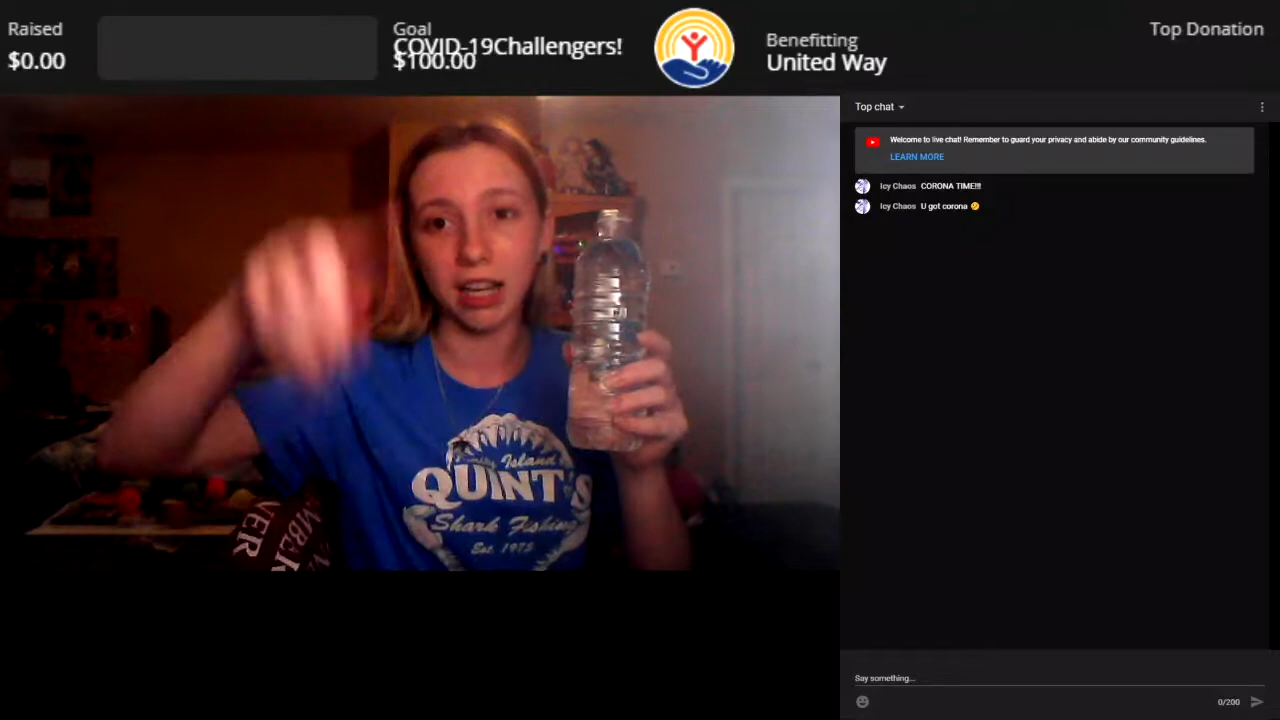 Raised
$0.00
Goal
COVID-19Challengers!
$100.00
Benefitting
United Way
Top Donation
Top chat
Welcome to live chat! Remember to guard your privacy and abide by our community guidelines.
LEARN MORE
Icy Chaos CORONA TIME!!!
Icy Chaos U got corona 🤔
Island
QUINT'S
Shark Fishing
Est. 1975
Say something...
0/200